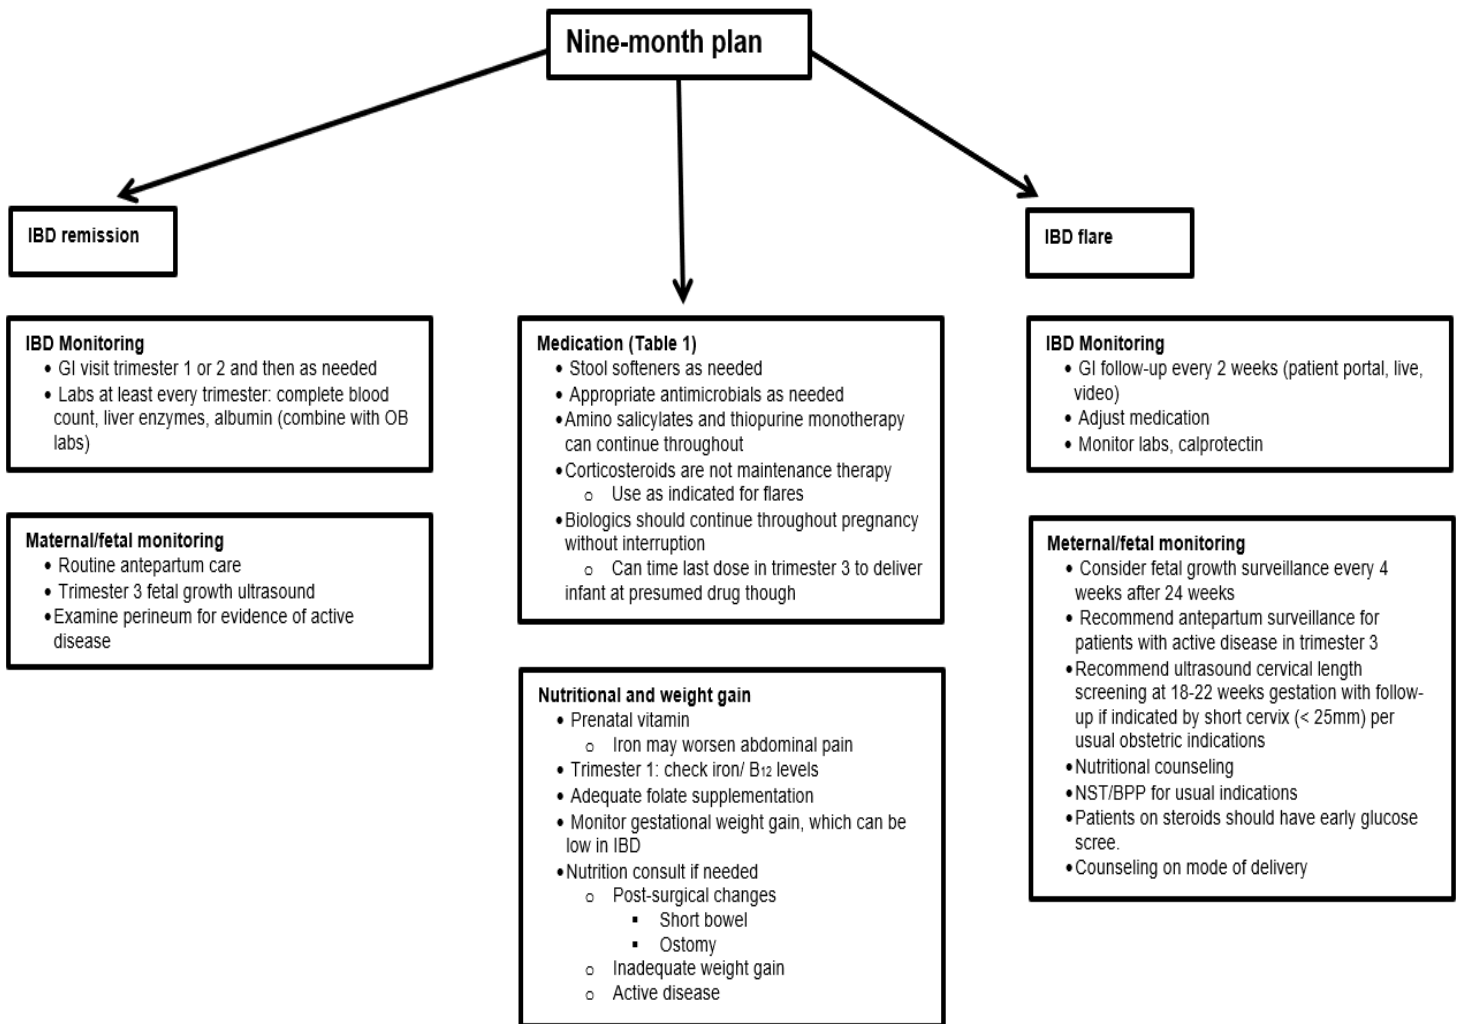 Nine-month plan
IBD remission
IBD Monitoring
• GI visit trimester 1 or 2 and then as needed
• Labs at least every trimester: complete blood
count, liver enzymes, albumin (combine with OB
labs)
Maternal/fetal monitoring
• Routine antepartum care
• Trimester 3 fetal growth ultrasound
• Examine perineum for evidence of active
disease
Medication (Table 1)
• Stool softeners as needed
• Appropriate antimicrobials as needed
• Amino salicylates and thiopurine monotherapy
can continue throughout
• Corticosteroids are not maintenance therapy
o Use as indicated for flares
• Biologics should continue throughout pregnancy
without interruption
o Can time last dose in trimester 3 to deliver
infant at presumed drug though
Nutritional and weight gain
• Prenatal vitamin
o Iron may worsen abdominal pain
• Trimester 1: check iron/ B₁₂ levels
• Adequate folate supplementation
• Monitor gestational weight gain, which can be
low in IBD
• Nutrition consult if needed
o Post-surgical changes
▪ Short bowel
▪ Ostomy
o Inadequate weight gain
o Active disease
IBD flare
IBD Monitoring
• GI follow-up every 2 weeks (patient portal, live,
video)
• Adjust medication
• Monitor labs, calprotectin
Meternal/fetal monitoring
• Consider fetal growth surveillance every 4
weeks after 24 weeks
• Recommend antepartum surveillance for
patients with active disease in trimester 3
• Recommend ultrasound cervical length
screening at 18-22 weeks gestation with follow-
up if indicated by short cervix (< 25mm) per
usual obstetric indications
• Nutritional counseling
• NST/BPP for usual indications
• Patients on steroids should have early glucose
scree.
• Counseling on mode of delivery